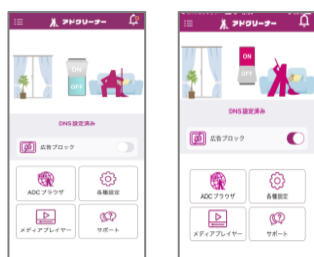 アドクリーナー
ON
OFF
DNS設定済み
広告ブロック
ADCブラウザ
各種設定
メディアプレイヤー
サポート
アドクリーナー
ON
OFF
DNS設定済み
広告ブロック
ADCブラウザ
各種設定
メディアプレイヤー
サポート